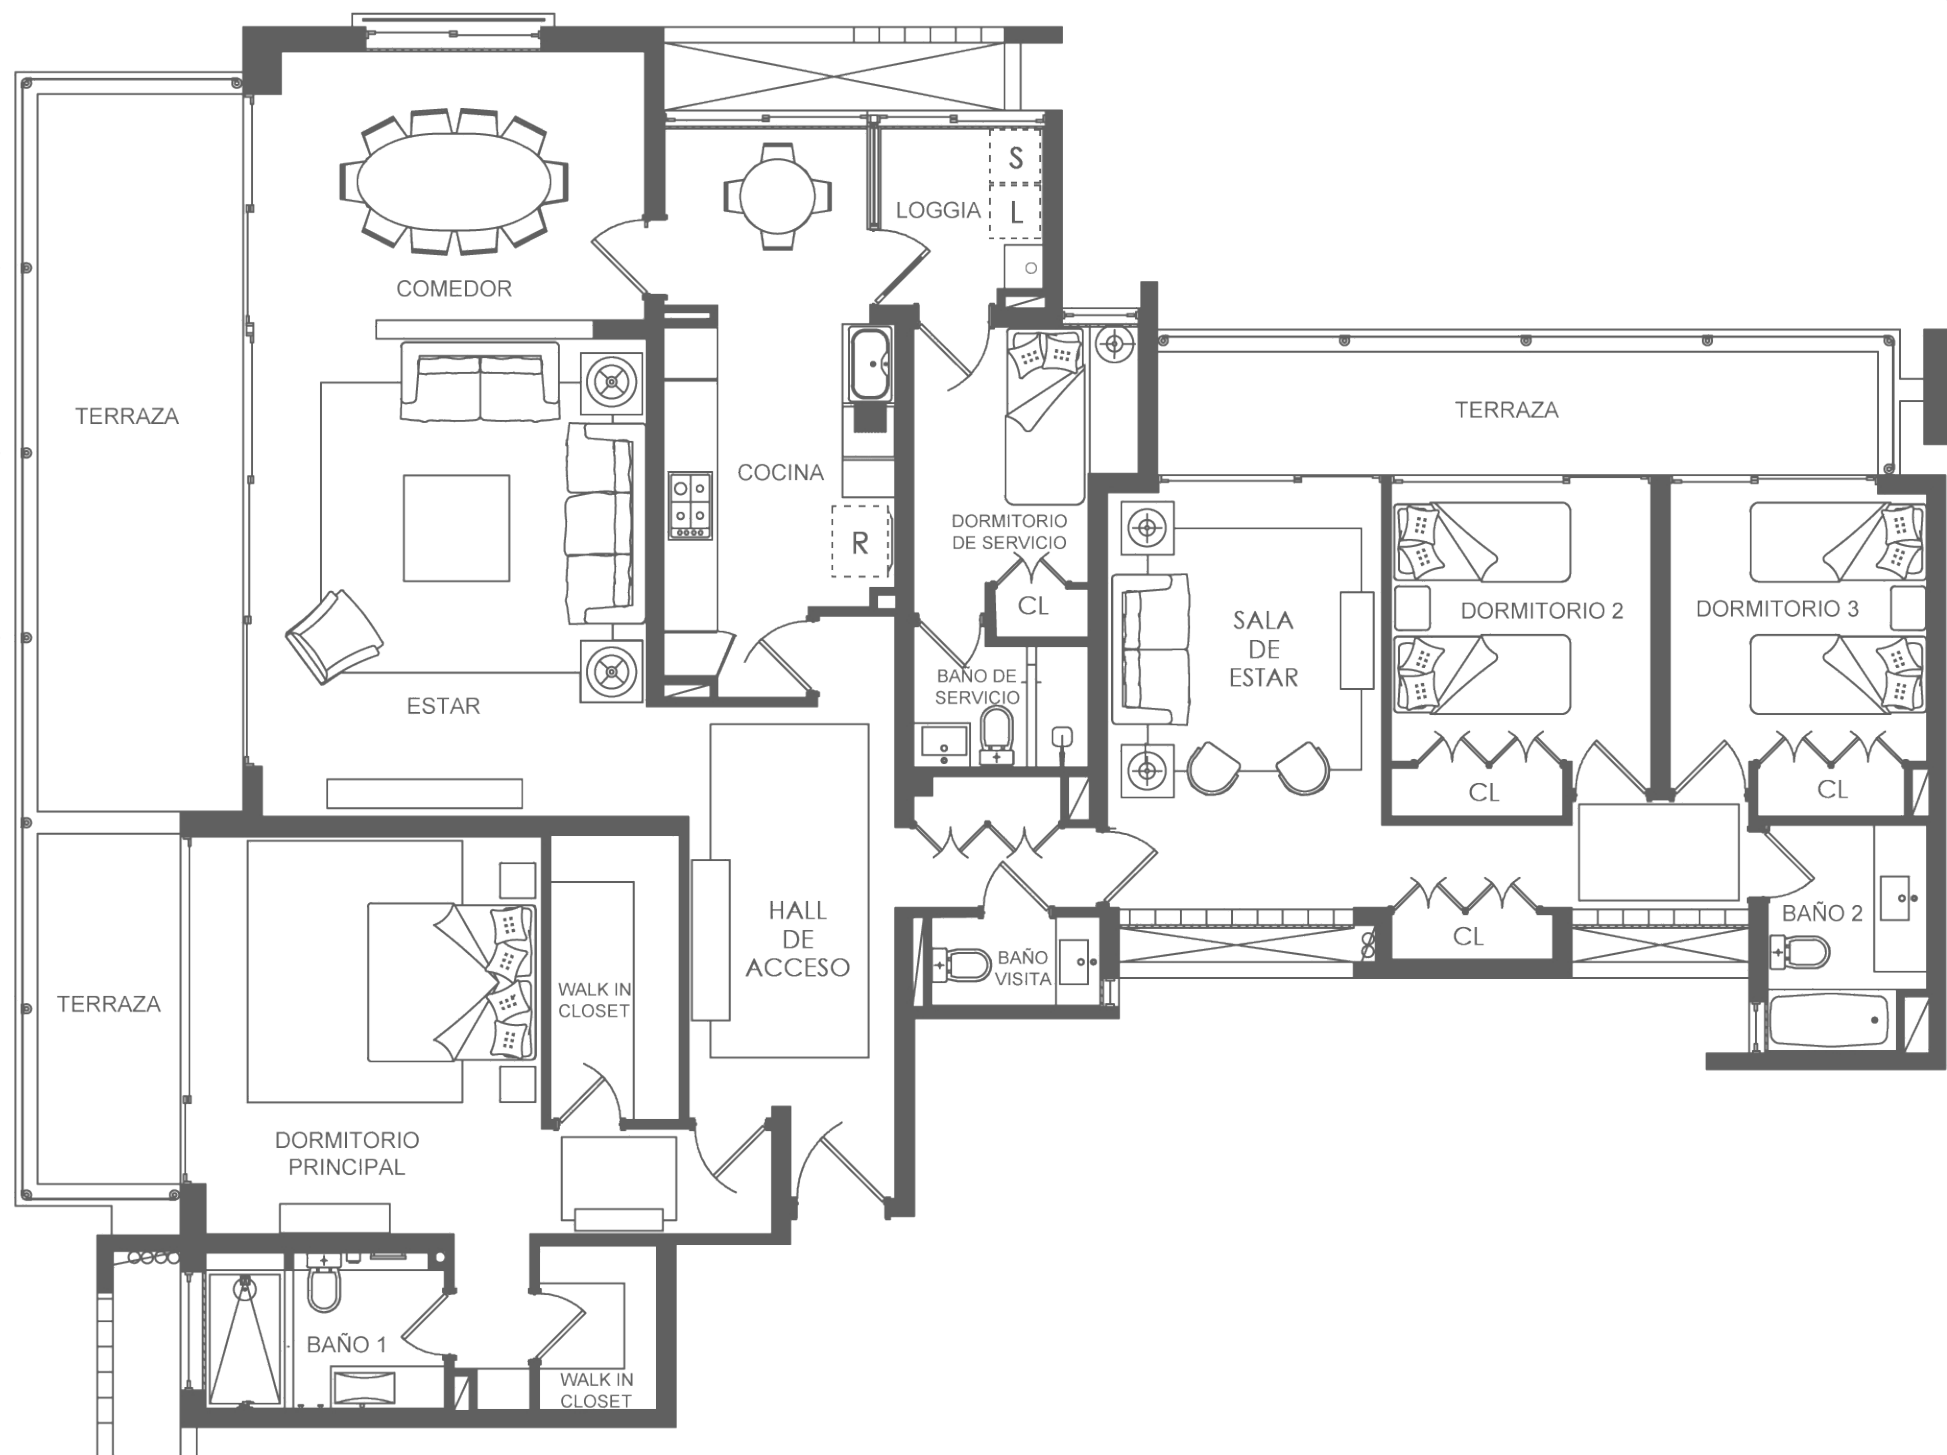 S
L
LOGGIA
COMEDOR
TERRAZA
TERRAZA
COCINA
R
DORMITORIO
DE SERVICIO
CL
SALA
DE
ESTAR
DORMITORIO 2
DORMITORIO 3
BAÑO DE
SERVICIO
ESTAR
CL
CL
HALL
DE
ACCESO
BAÑO 2
CL
BAÑO
VISITA
TERRAZA
WALK IN
CLOSET
DORMITORIO
PRINCIPAL
BAÑO 1
WALK IN
CLOSET